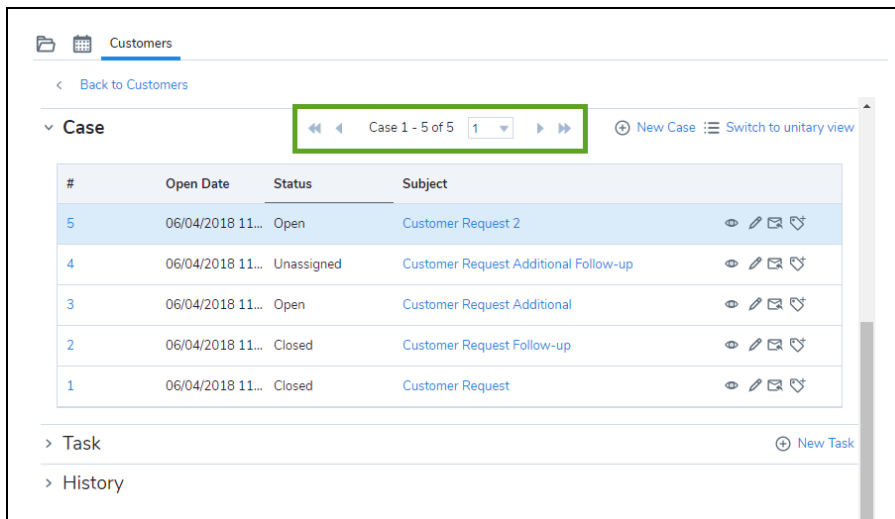 Customers
< Back to Customers
Case Case 1 - 5 of 5 1 New Case Switch to unitary view
# Open Date Status Subject
5 06/04/2018 11... Open Customer Request 2
4 06/04/2018 11... Unassigned Customer Request Additional Follow-up
3 06/04/2018 11... Open Customer Request Additional
2 06/04/2018 11... Closed Customer Request Follow-up
1 06/04/2018 11... Closed Customer Request
Task New Task
History